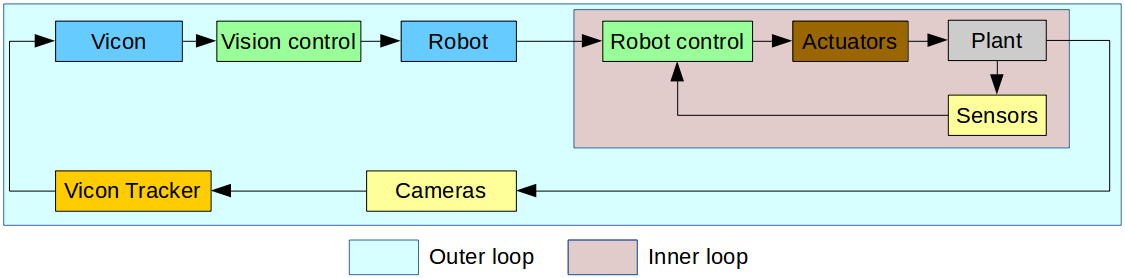 Vicon
Vision control
Robot
Robot control
Actuators
Plant
Sensors
Vicon Tracker
Cameras
Outer loop
Inner loop